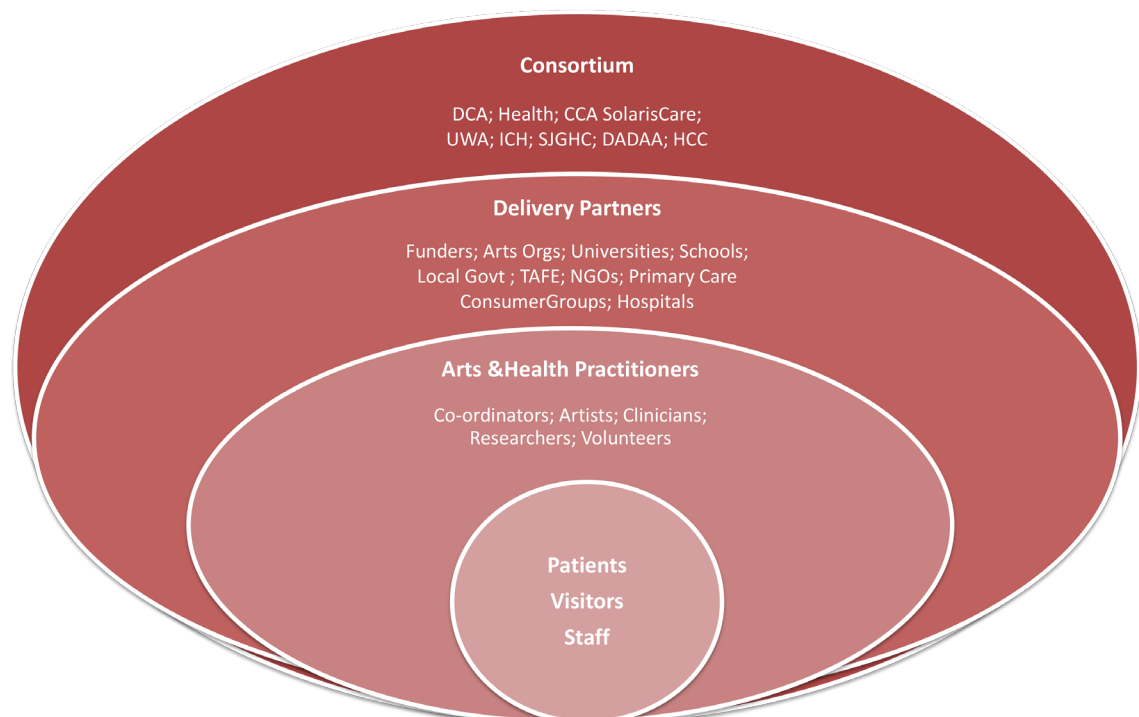 Consortium
DCA; Health; CCA SolarisCare;
UWA; ICH; SJGHC; DADAA; HCC
Delivery Partners
Funders; Arts Orgs; Universities; Schools;
Local Govt ; TAFE; NGOs; Primary Care
ConsumerGroups; Hospitals
Arts &Health Practitioners
Co-ordinators; Artists; Clinicians;
Researchers; Volunteers
Patients
Visitors
Staff